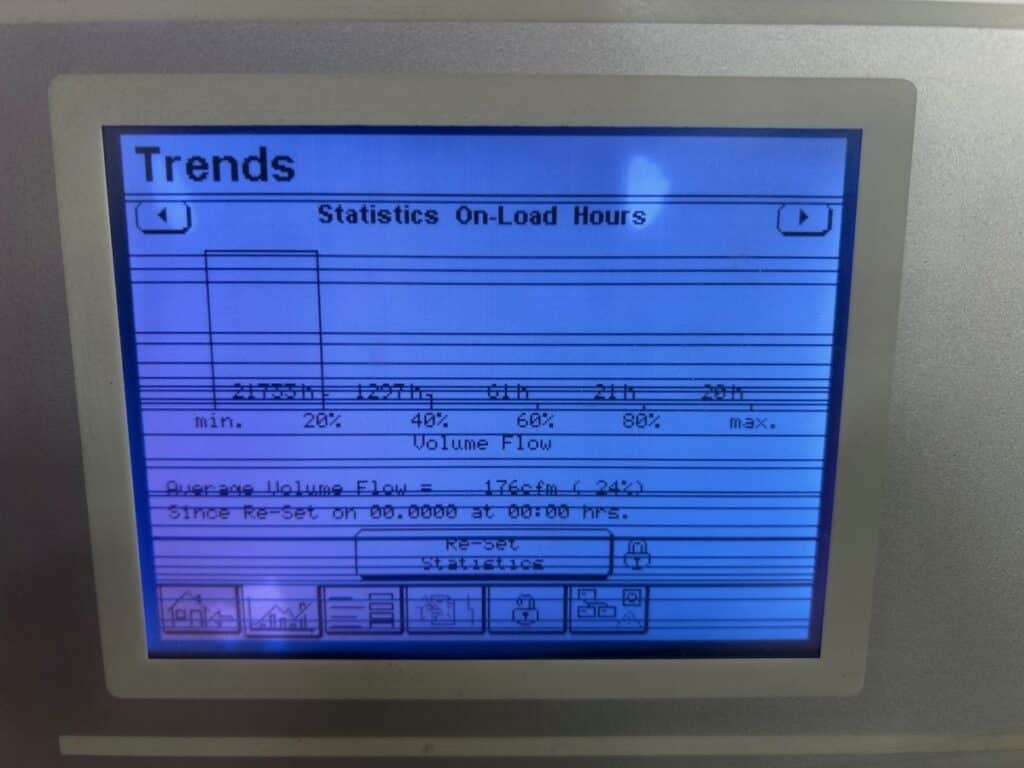 Trends
Statistics On-Load Hours
21733h 1297h 61h 21h 20h
min. 20% 40% 60% 80% max.
Volume Flow
Average Volume Flow = 176cfm ( 24%)
Since Re-Set on 00.0000 at 00:00 hrs.
Re-Set
Statistics